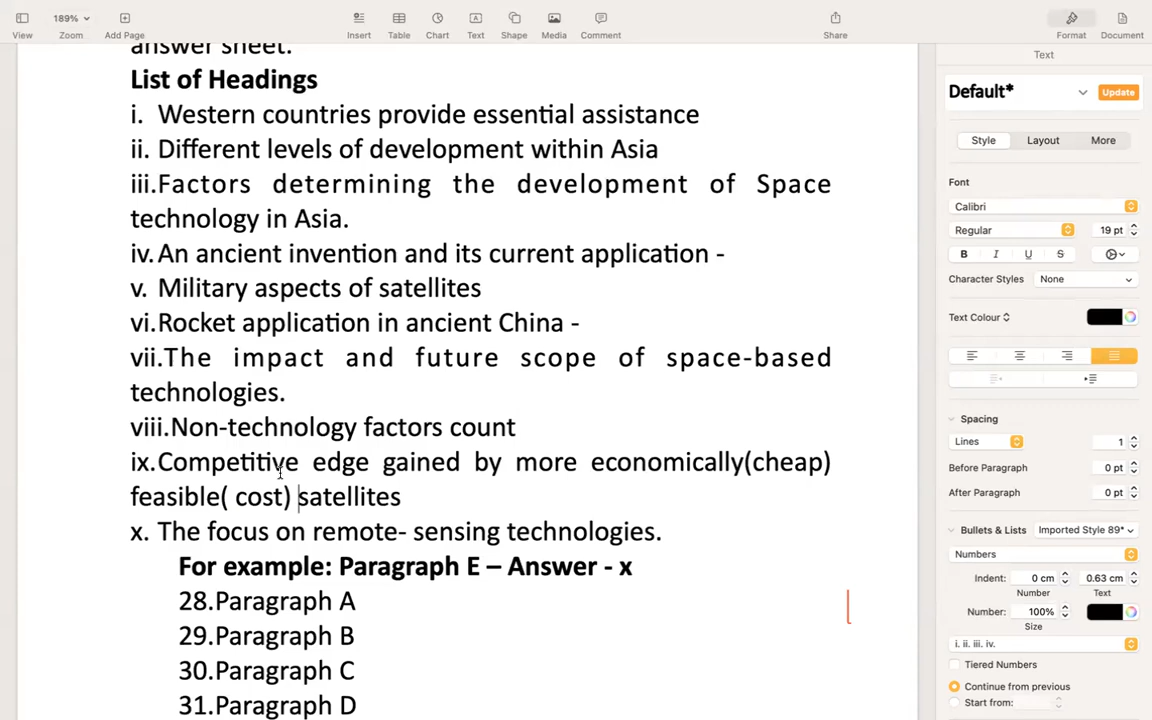 189%
View
Zoom
Add Page
Insert
Table
Chart
Text
Shape
Media
Comment
Share
Format
Document
answer sheet.
List of Headings
i. Western countries provide essential assistance
ii. Different levels of development within Asia
iii.Factors determining the development of Space
technology in Asia.
iv.An ancient invention and its current application -
v. Military aspects of satellites
vi.Rocket application in ancient China -
vii.The impact and future scope of space-based
technologies.
viii.Non-technology factors count
ix.Competitive edge gained by more economically(cheap)
feasible( cost) satellites
x. The focus on remote- sensing technologies.
For example: Paragraph E – Answer - x
28.Paragraph A
29.Paragraph B
30.Paragraph C
31.Paragraph D
Text
Default*
Update
Style
Layout
More
Font
Calibri
Regular
19 pt
B I U S
Character Styles
None
Text Colour
Spacing
Lines
1
Before Paragraph
0 pt
After Paragraph
0 pt
Bullets & Lists
Imported Style 89*
Numbers
Indent:
0 cm
0.63 cm
Number
Text
Number:
100%
Size
i. ii. iii. iv.
Tiered Numbers
Continue from previous
Start from: